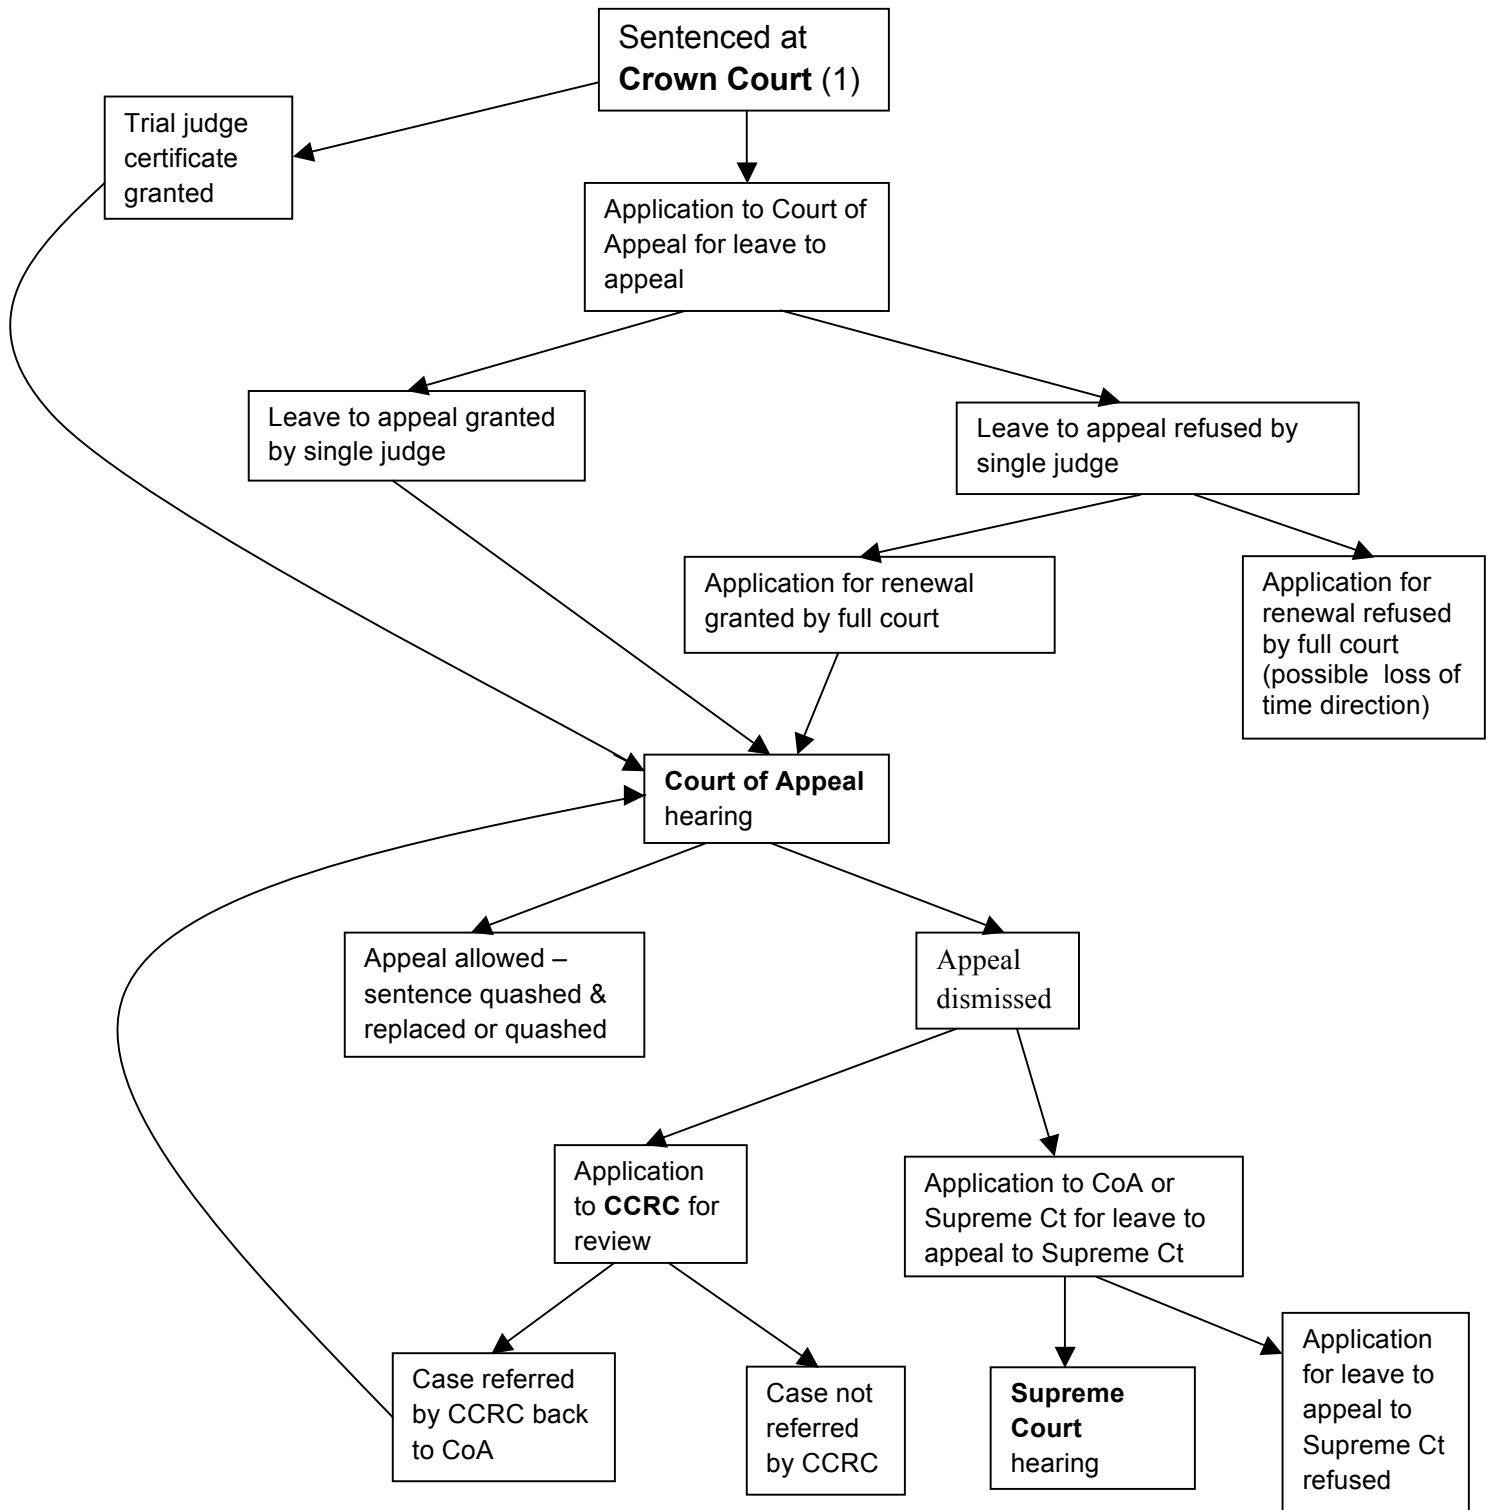 Sentenced at
Crown Court (1)
Trial judge
certificate
granted
Application to Court of
Appeal for leave to
appeal
Leave to appeal granted
by single judge
Leave to appeal refused by
single judge
Application for renewal
granted by full court
Application for
renewal refused
by full court
(possible loss of
time direction)
Court of Appeal
hearing
Appeal allowed –
sentence quashed &
replaced or quashed
Appeal
dismissed
Application
to CCRC for
review
Application to CoA or
Supreme Ct for leave to
appeal to Supreme Ct
Case referred
by CCRC back
to CoA
Case not
referred
by CCRC
Supreme
Court
hearing
Application
for leave to
appeal to
Supreme Ct
refused